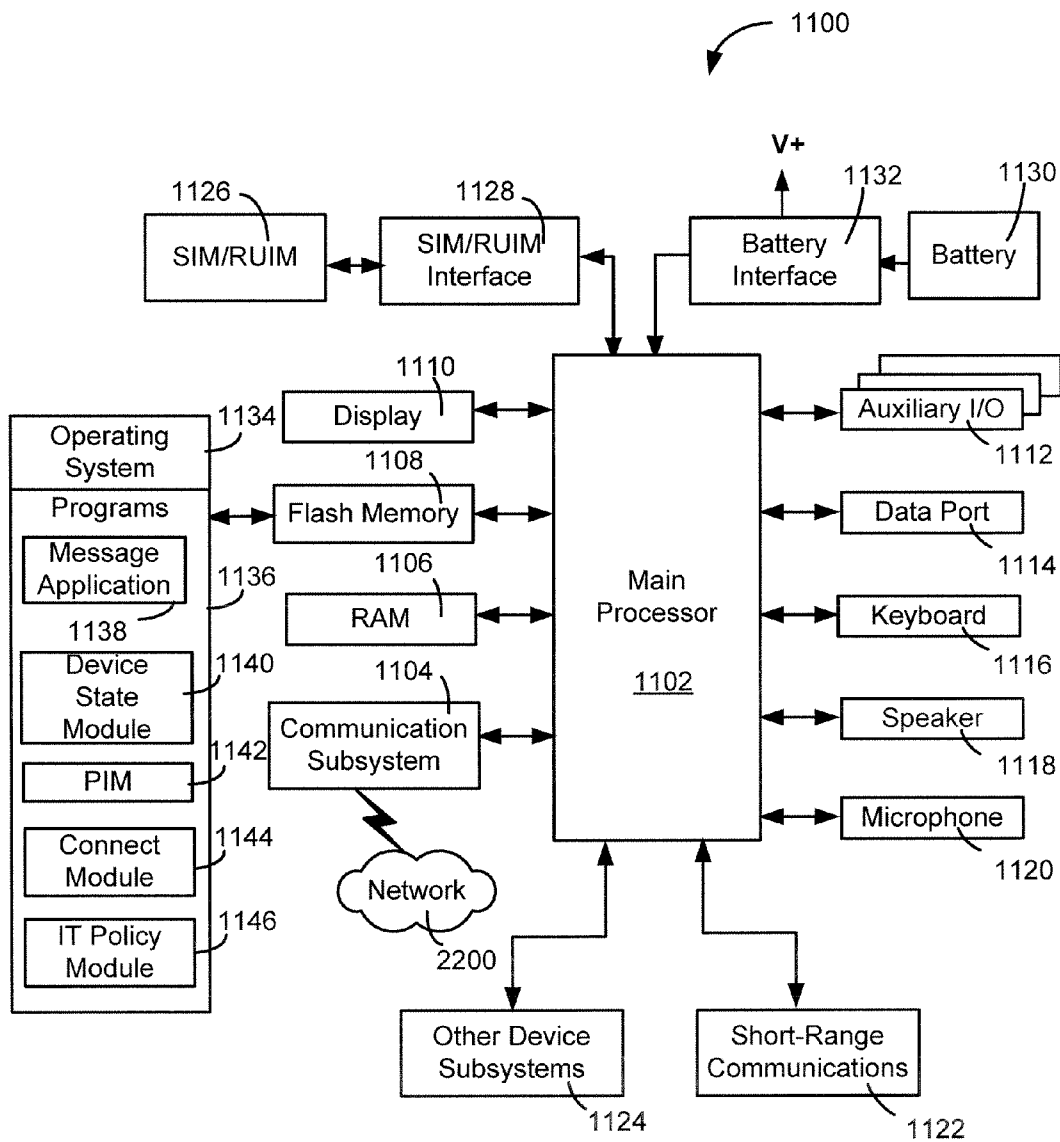 1100
V+
1126
1128
1132
1130
SIM/RUIM
SIM/RUIM
Interface
Battery
Interface
Battery
1110
Display
Auxiliary I/O
1112
1134
Operating
System
1108
Flash Memory
Data Port
1114
Programs
Message
Application
1138
1136
1106
RAM
Main
Processor
1102
Keyboard
1116
Device
State
Module
1140
1104
Communication
Subsystem
Speaker
1118
PIM
1142
Microphone
1120
Connect
Module
1144
Network
2200
IT Policy
Module
1146
Other Device
Subsystems
1124
Short-Range
Communications
1122